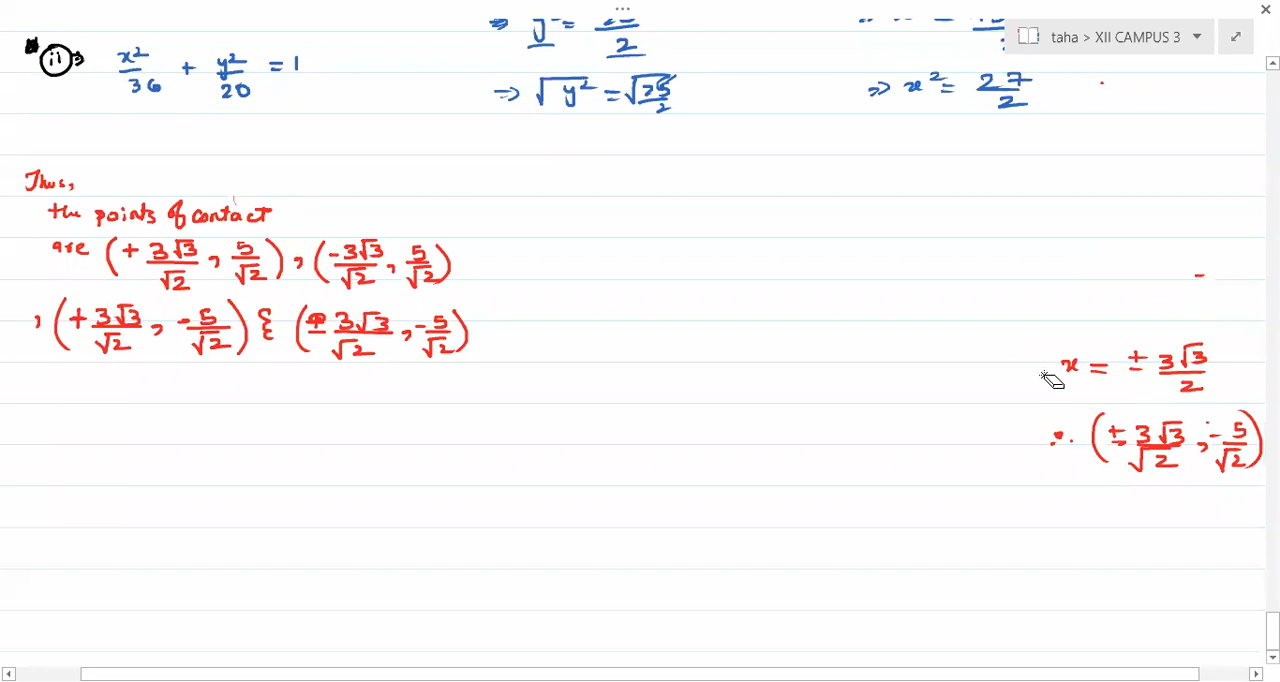 taha > XII CAMPUS 3
(ii) x²/36 + y²/20 = 1
⇒ √y² = √25/2
⇒ x² = 27/2
Thus,
the points of contact
are (+ 3√3/√2, 5/√2), (-3√3/√2, 5/√2)
, (+ 3√3/√2, -5/√2) { (± 3√3/√2, -5/√2)
x = ± 3√3/2
∴ (± 3√3/√2, -5/√2)